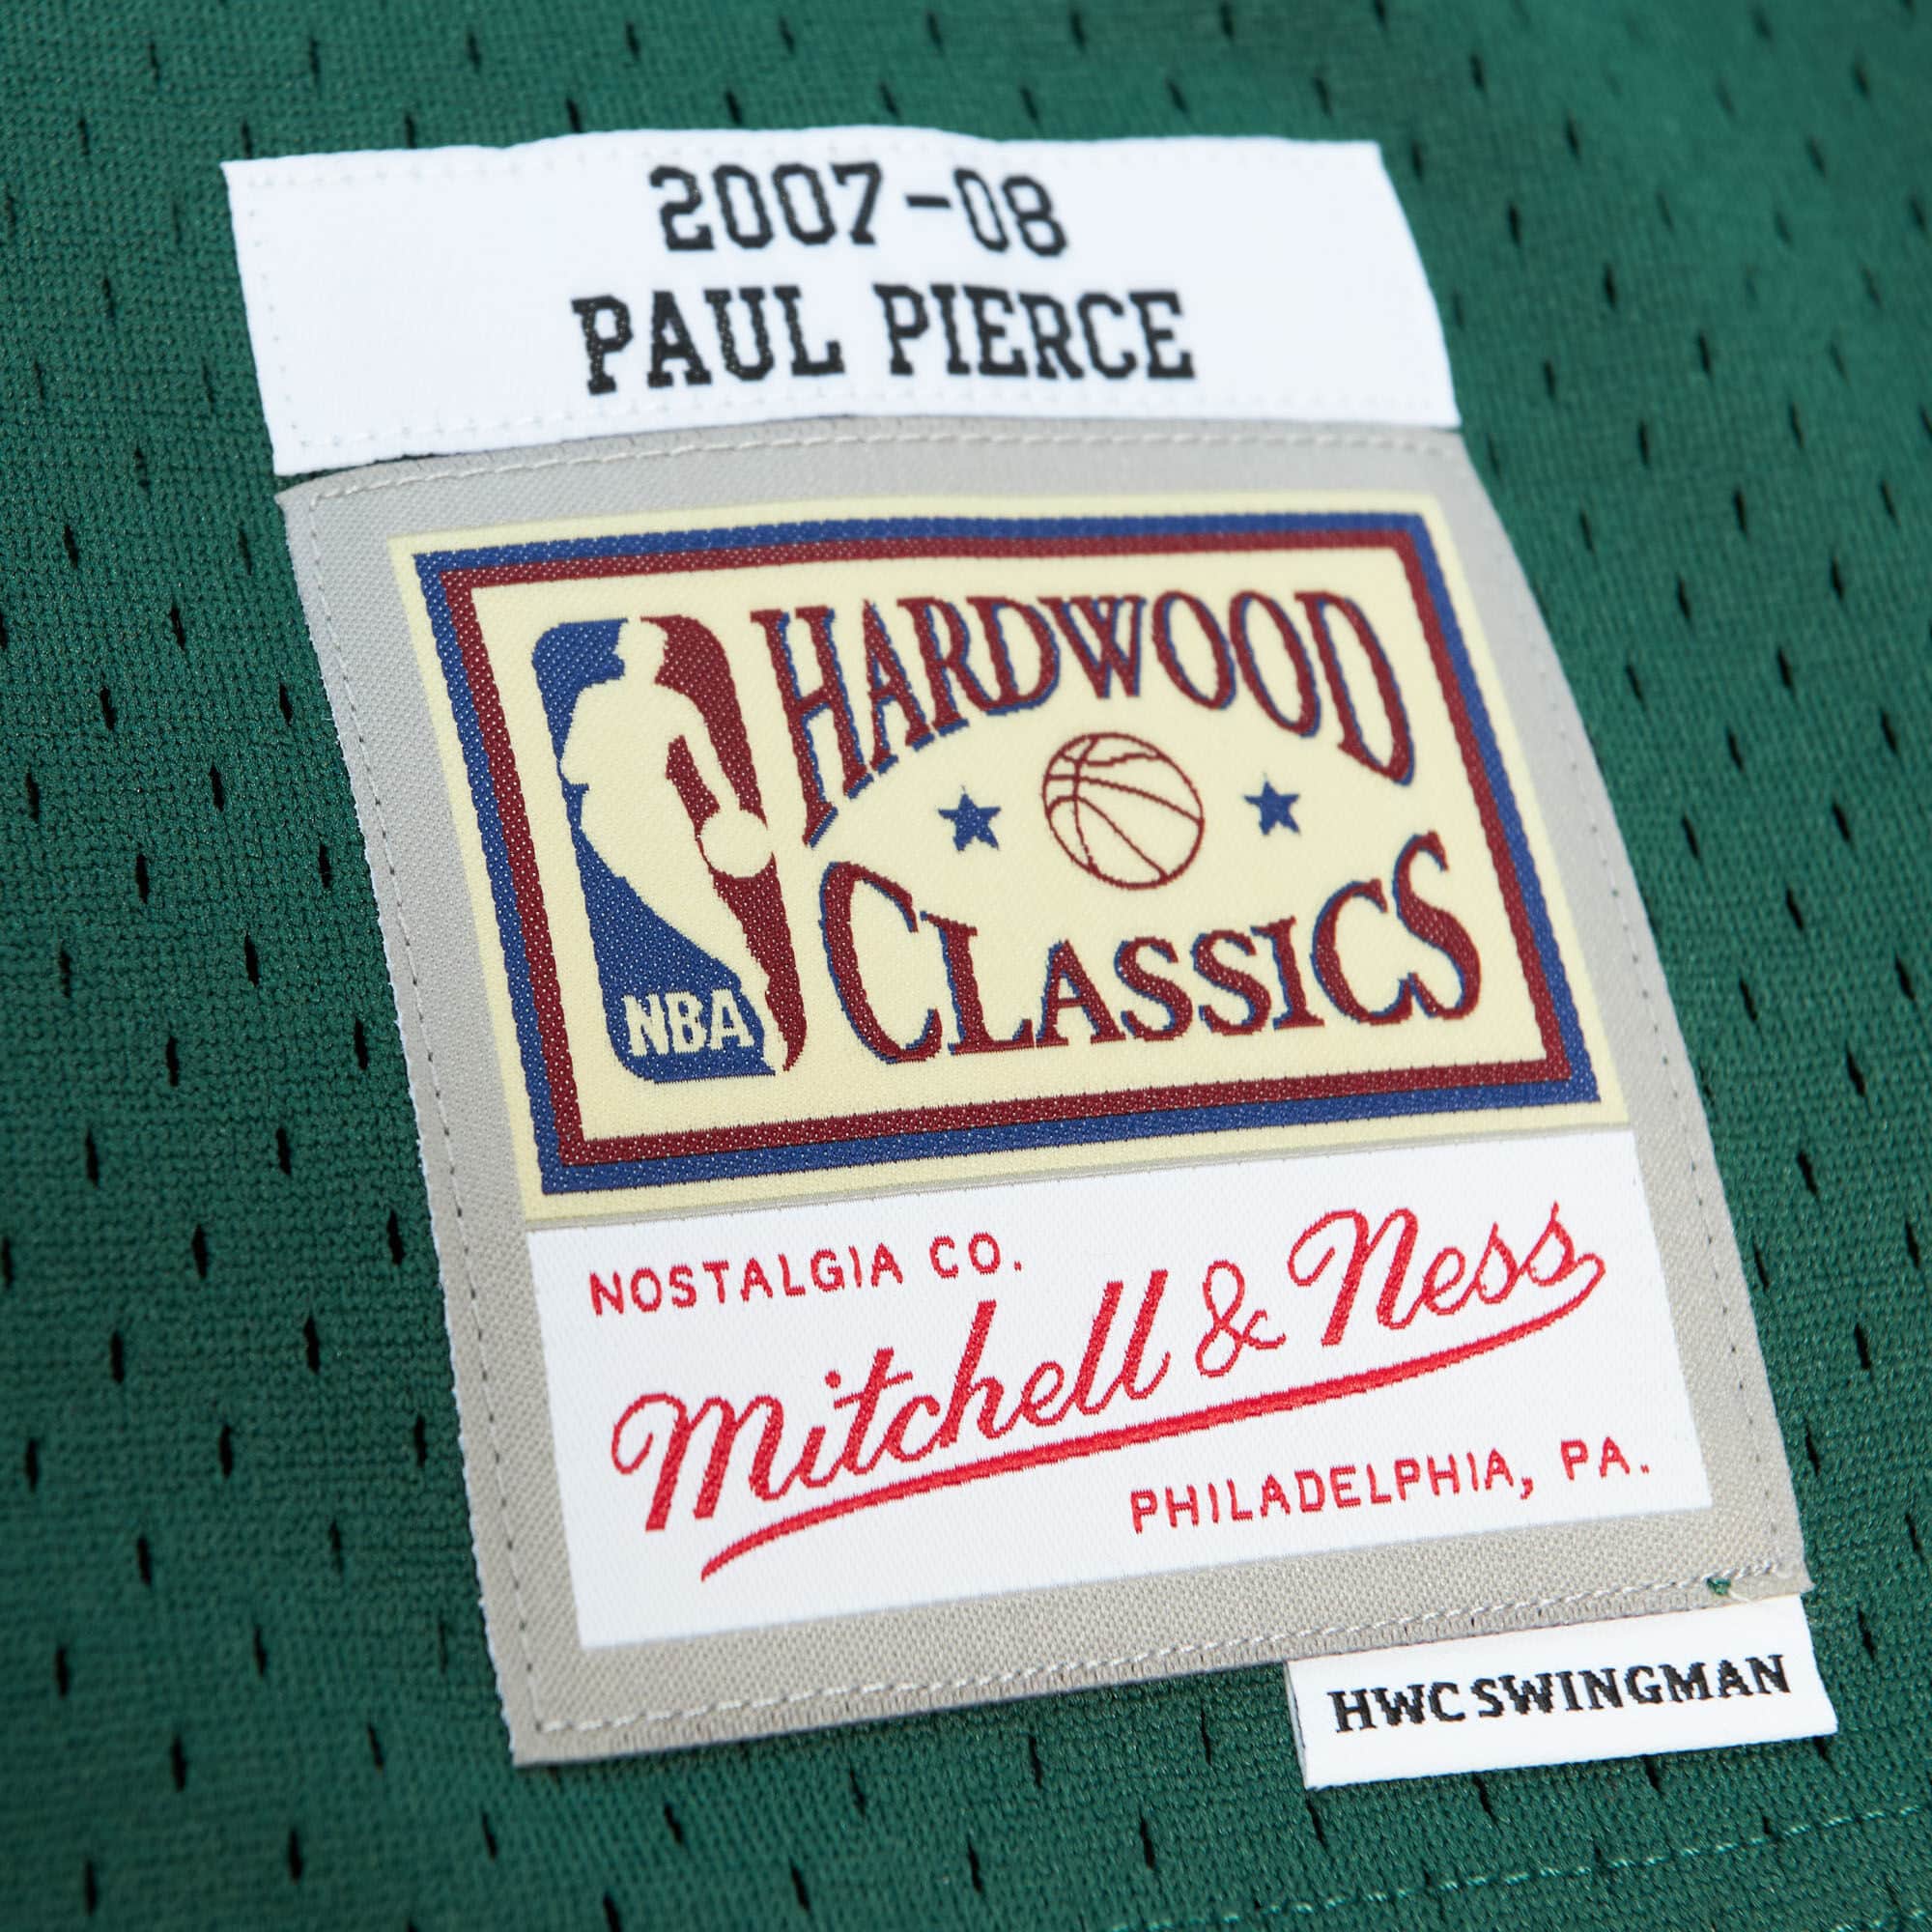 2007-08
PAUL PIERCE
HARDWOOD
CLASSICS
NBA
NOSTALGIA CO.
Mitchell & Ness
PHILADELPHIA, PA.
HWC SWINGMAN